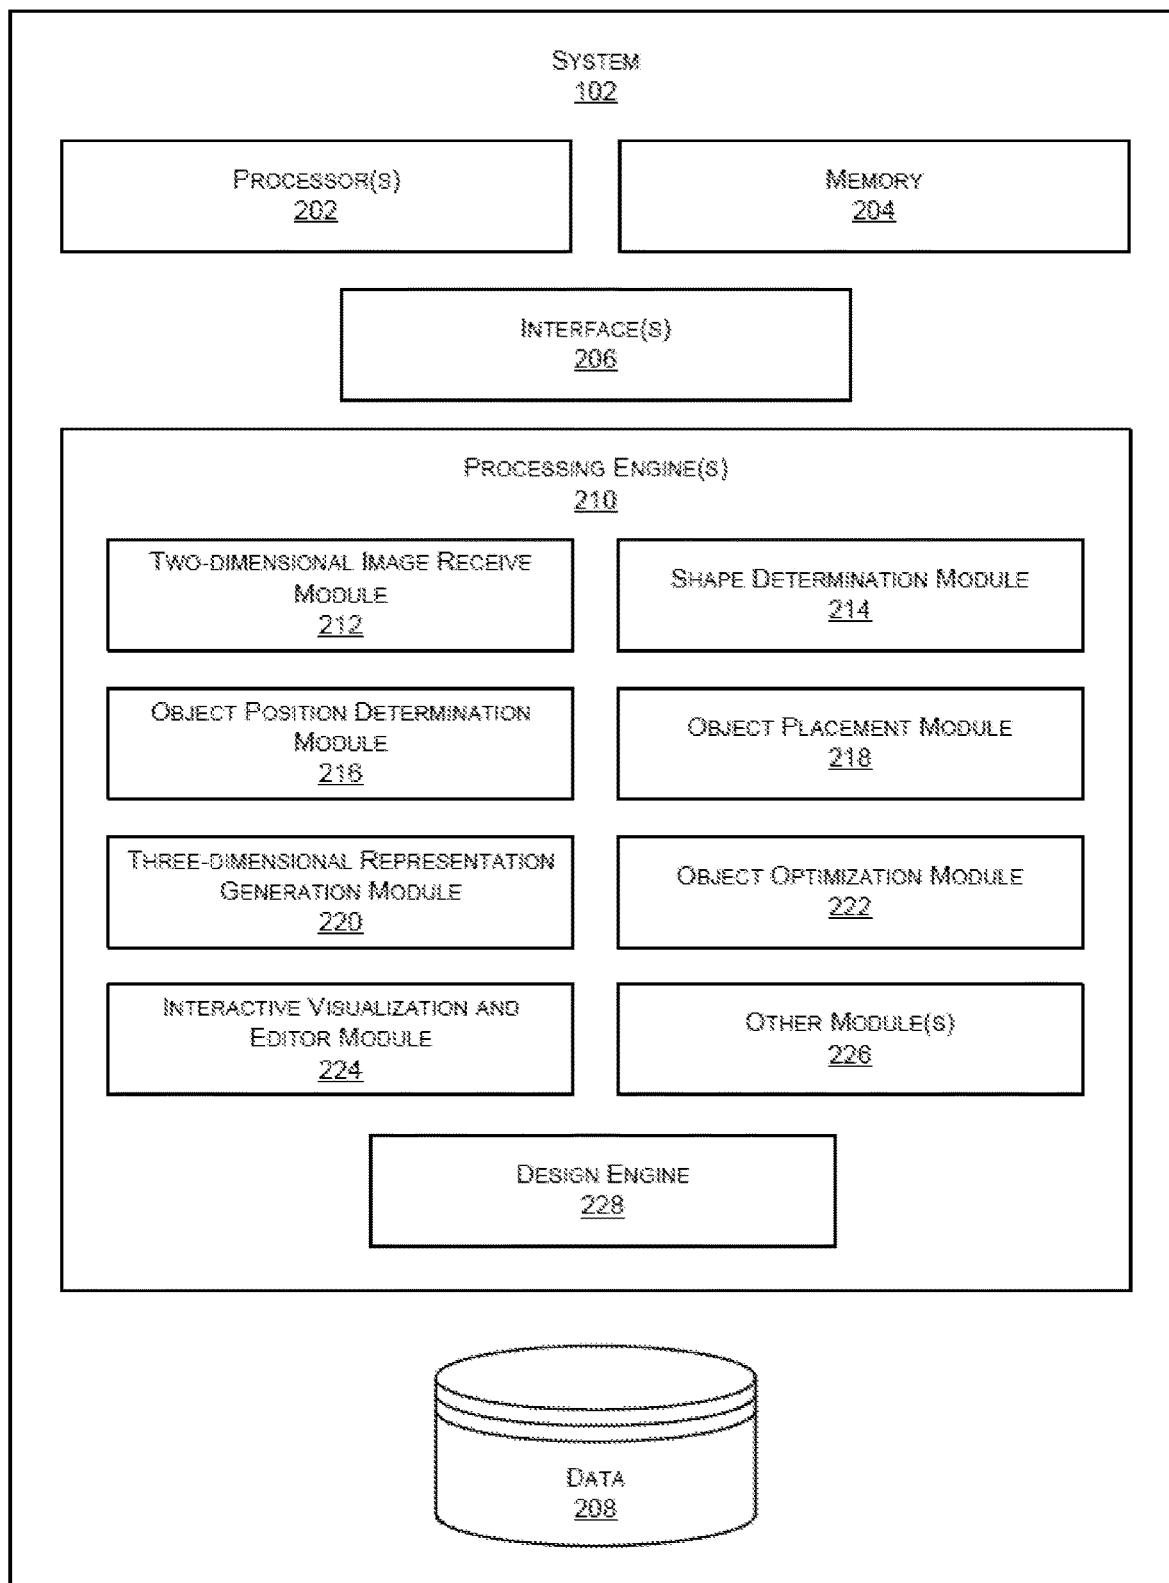 SYSTEM
102
PROCESSOR(S)
202
MEMORY
204
INTERFACE(S)
206
PROCESSING ENGINE(S)
210
TWO-DIMENSIONAL IMAGE RECEIVE
MODULE
212
SHAPE DETERMINATION MODULE
214
OBJECT POSITION DETERMINATION
MODULE
216
OBJECT PLACEMENT MODULE
218
THREE-DIMENSIONAL REPRESENTATION
GENERATION MODULE
220
OBJECT OPTIMIZATION MODULE
222
INTERACTIVE VISUALIZATION AND
EDITOR MODULE
224
OTHER MODULE(S)
226
DESIGN ENGINE
228
DATA
208